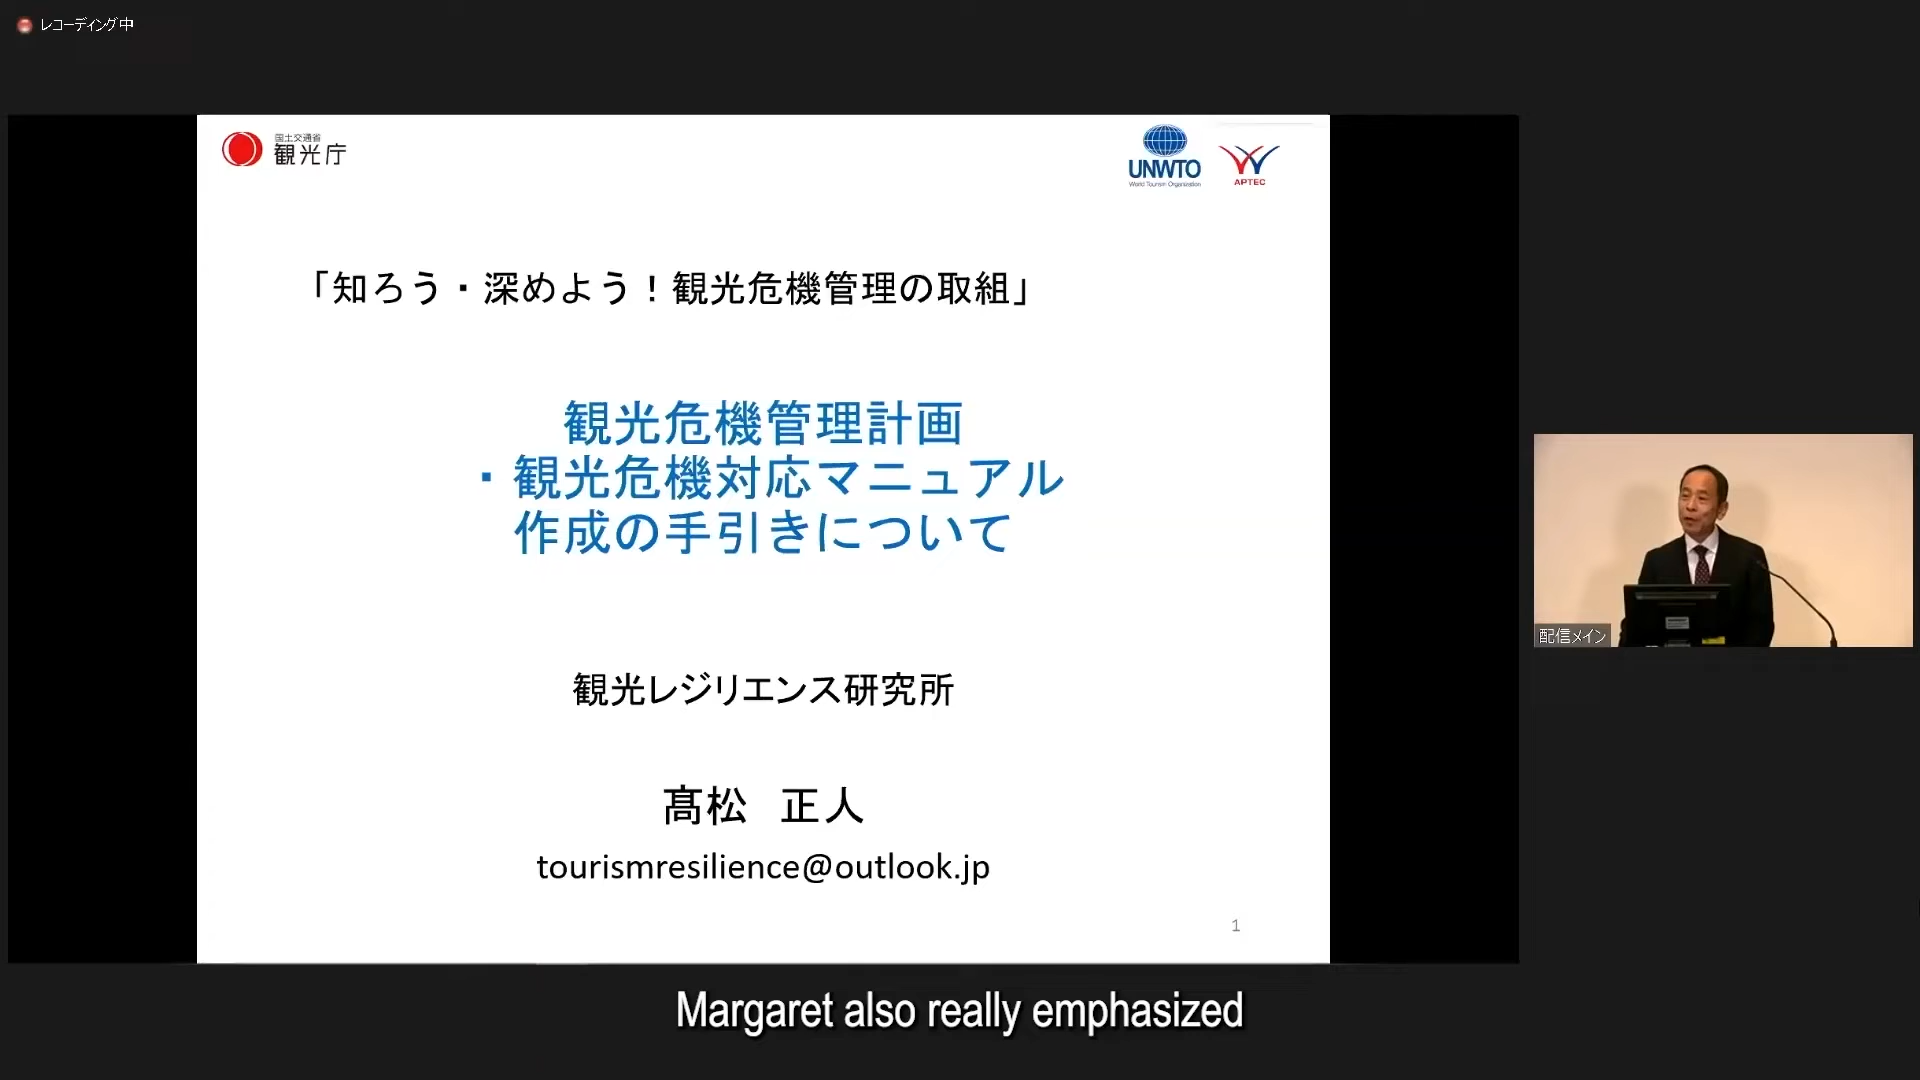 レコーディング中
国土交通省
観光庁
UNWTO
World Tourism Organization
APTEC
「知ろう・深めよう！観光危機管理の取組」
観光危機管理計画
・観光危機対応マニュアル
作成の手引きについて
観光レジリエンス研究所
髙松　正人
tourismresilience@outlook.jp
1
配信メイン
Margaret also really emphasized